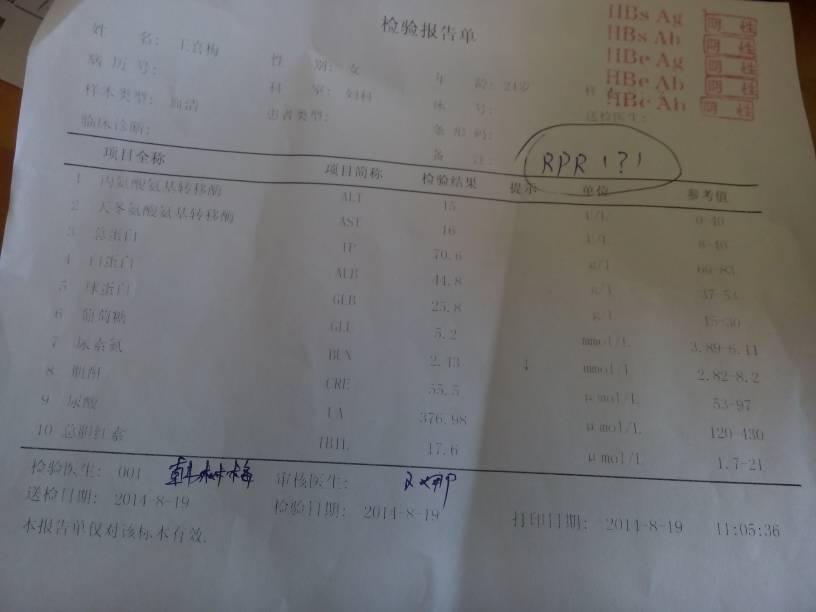 检验报告单
HBs Ag 阴性
HBs Ab 阴性
HBe Ag 阴性
HBe Ab 阴性
HBc Ab 阴性
姓 名: 王喜梅 性 别: 女 年 龄: 24岁
病历号: 科 室: 妇科 床 号: 送检医生:
样本类型: 血清 患者类型: 条形码:
临床诊断: 备 注:
项目全称 项目简称 检验结果 提示 单位 参考值
1 丙氨酸氨基转移酶 ALT 15 U/L 0-40
2 天冬氨酸氨基转移酶 AST 16 U/L 8-40
3 总蛋白 TP 70.6 g/l 60-83
4 白蛋白 ALB 44.8 g/l
5 球蛋白 GLB 25.8 g/l 15-30
6 葡萄糖 GLU 5.2 mmol/L 3.89-6.11
7 尿素氮 BUN 2.43 ↓ mmol/l 2.82-8.2
8 肌酐 CRE 55.5 μmol/L 53-97
9 尿酸 UA 376.98 μmol/L 120-430
10 总胆红素 TBIL 17.6 μmol/L 1.7-21
检验医生: 001 审核医生:
送检日期: 2014-8-19 检验日期: 2014-8-19 打印日期: 2014-8-19 11:05:36
本报告单仅对该标本有效.